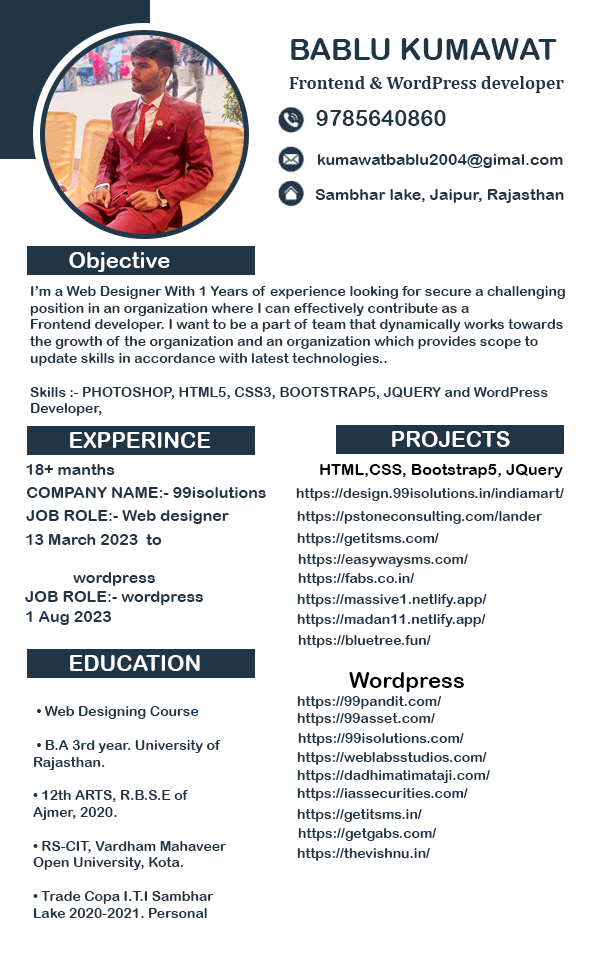 BABLU KUMAWAT
Frontend & WordPress developer
9785640860
kumawatbablu2004@gimal.com
Sambhar lake, Jaipur, Rajasthan
Objective
I'm a Web Designer With 1 Years of experience looking for secure a challenging
position in an organization where I can effectively contribute as a
Frontend developer. I want to be a part of team that dynamically works towards
the growth of the organization and an organization which provides scope to
update skills in accordance with latest technologies..
Skills :- PHOTOSHOP, HTML5, CSS3, BOOTSTRAP5, JQUERY and WordPress
Developer,
EXPPERINCE
18+ manths
COMPANY NAME:- 99isolutions
JOB ROLE:- Web designer
13 March 2023 to
wordpress
JOB ROLE:- wordpress
1 Aug 2023
EDUCATION
• Web Designing Course
• B.A 3rd year. University of
Rajasthan.
• 12th ARTS, R.B.S.E of
Ajmer, 2020.
• RS-CIT, Vardham Mahaveer
Open University, Kota.
• Trade Copa I.T.I Sambhar
Lake 2020-2021. Personal
PROJECTS
HTML,CSS, Bootstrap5, JQuery
https://design.99isolutions.in/indiamart/
https://pstoneconsulting.com/lander
https://getitsms.com/
https://easywaysms.com/
https://fabs.co.in/
https://massive1.netlify.app/
https://madan11.netlify.app/
https://bluetree.fun/
Wordpress
https://99pandit.com/
https://99asset.com/
https://99isolutions.com/
https://weblabsstudios.com/
https://dadhimatimataji.com/
https://iassecurities.com/
https://getitsms.in/
https://getgabs.com/
https://thevishnu.in/